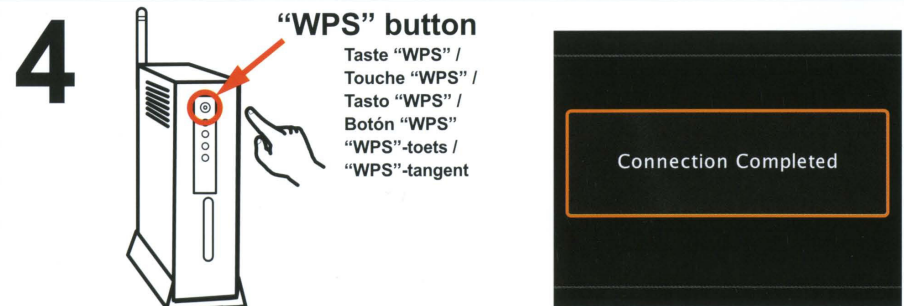 4
“WPS” button
Taste “WPS” /
Touche “WPS” /
Tasto “WPS” /
Botón “WPS”
“WPS”-toets /
“WPS”-tangent
Connection Completed